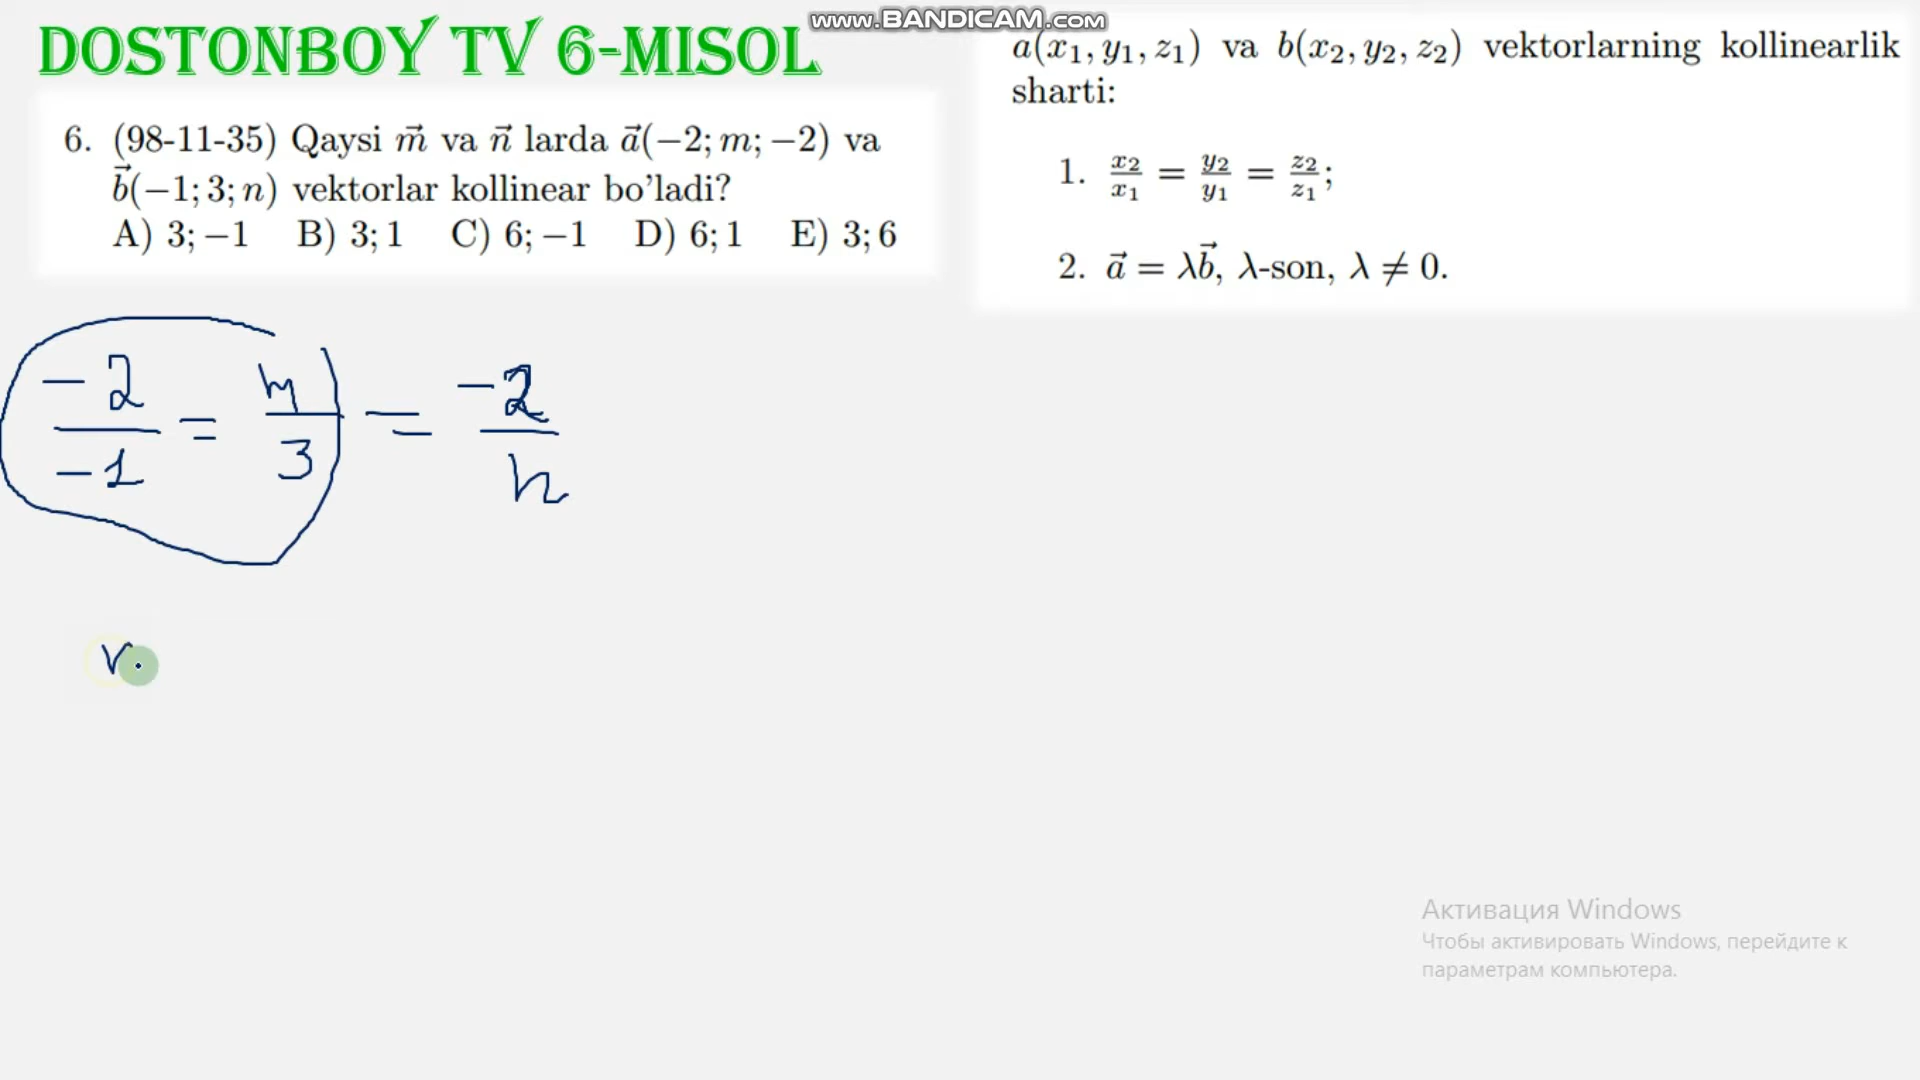 www.BANDICAM.com
DOSTONBOY TV 6-MISOL
6. (98-11-35) Qaysi m⃗ va n⃗ larda a⃗(−2; m; −2) va
b⃗(−1; 3; n) vektorlar kollinear bo'ladi?
A) 3; −1 B) 3; 1 C) 6; −1 D) 6; 1 E) 3; 6
a(x₁, y₁, z₁) va b(x₂, y₂, z₂) vektorlarning kollinearlik
sharti:
1. x₂/x₁ = y₂/y₁ = z₂/z₁;
2. a⃗ = λb⃗, λ-son, λ ≠ 0.
−2/−1 = m/3 = −2/n
Активация Windows
Чтобы активировать Windows, перейдите к
параметрам компьютера.